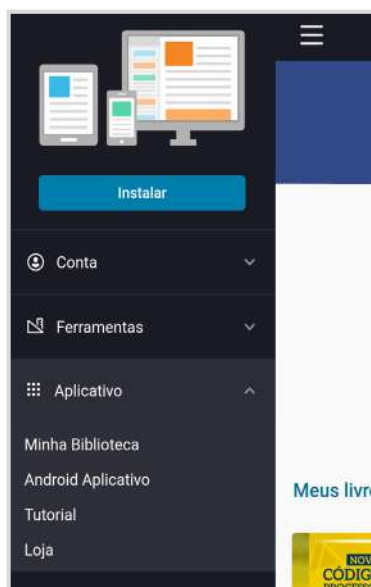 Instalar
Conta
Ferramentas
Aplicativo
Minha Biblioteca
Android Aplicativo
Tutorial
Loja
Meus livr
NOV
CÓDIG